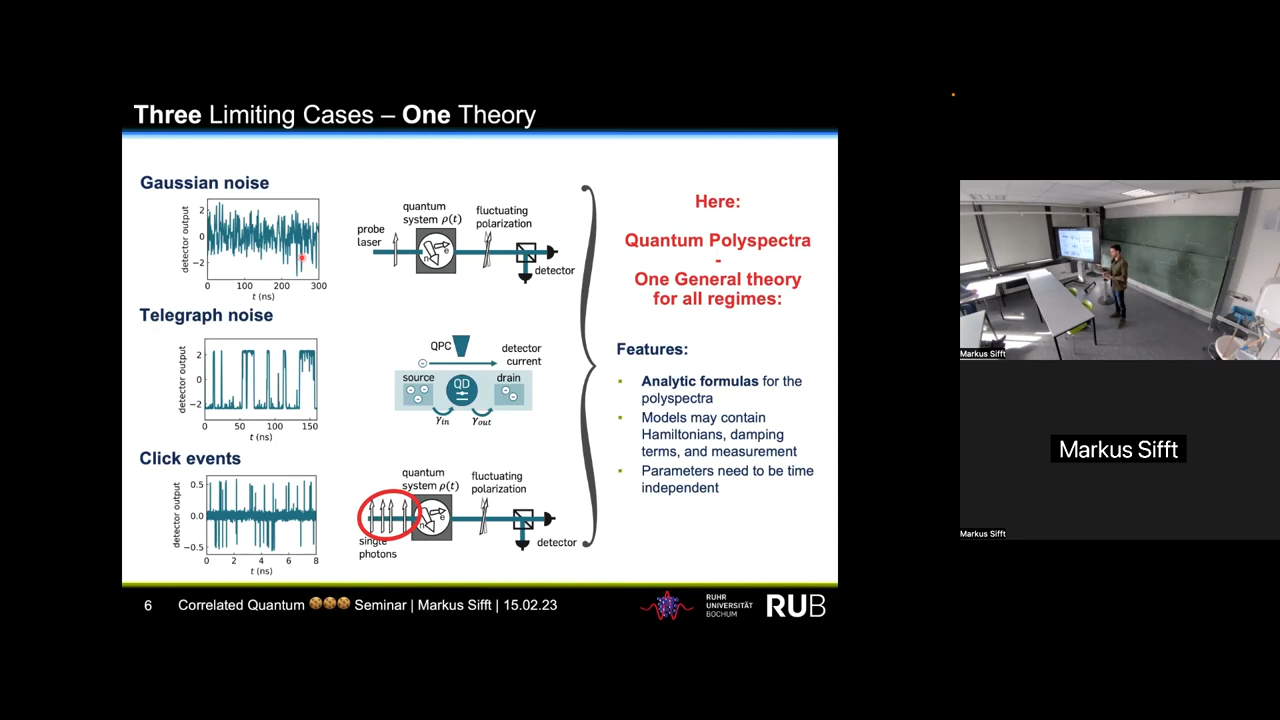 Three Limiting Cases – One Theory
Gaussian noise
detector output
2
0
−2
0 100 200 300
t (ns)
probe
laser
quantum
system ρ(t)
n
e
fluctuating
polarization
detector
Telegraph noise
detector output
2
0
−2
0 50 100 150
t (ns)
QPC
detector
current
source
QD
drain
γin
γout
Click events
detector output
0.5
0.0
−0.5
0 2 4 6 8
t (ns)
quantum
system ρ(t)
n
e
fluctuating
polarization
single
photons
detector
Here:
Quantum Polyspectra
-
One General theory
for all regimes:
Features:
▪ Analytic formulas for the
polyspectra
▪ Models may contain
Hamiltonians, damping
terms, and measurement
▪ Parameters need to be time
independent
6 Correlated Quantum 🍪🍪🍪 Seminar | Markus Sifft | 15.02.23
RUHR
UNIVERSITÄT
BOCHUM
RUB
Markus Sifft
Markus Sifft
Markus Sifft